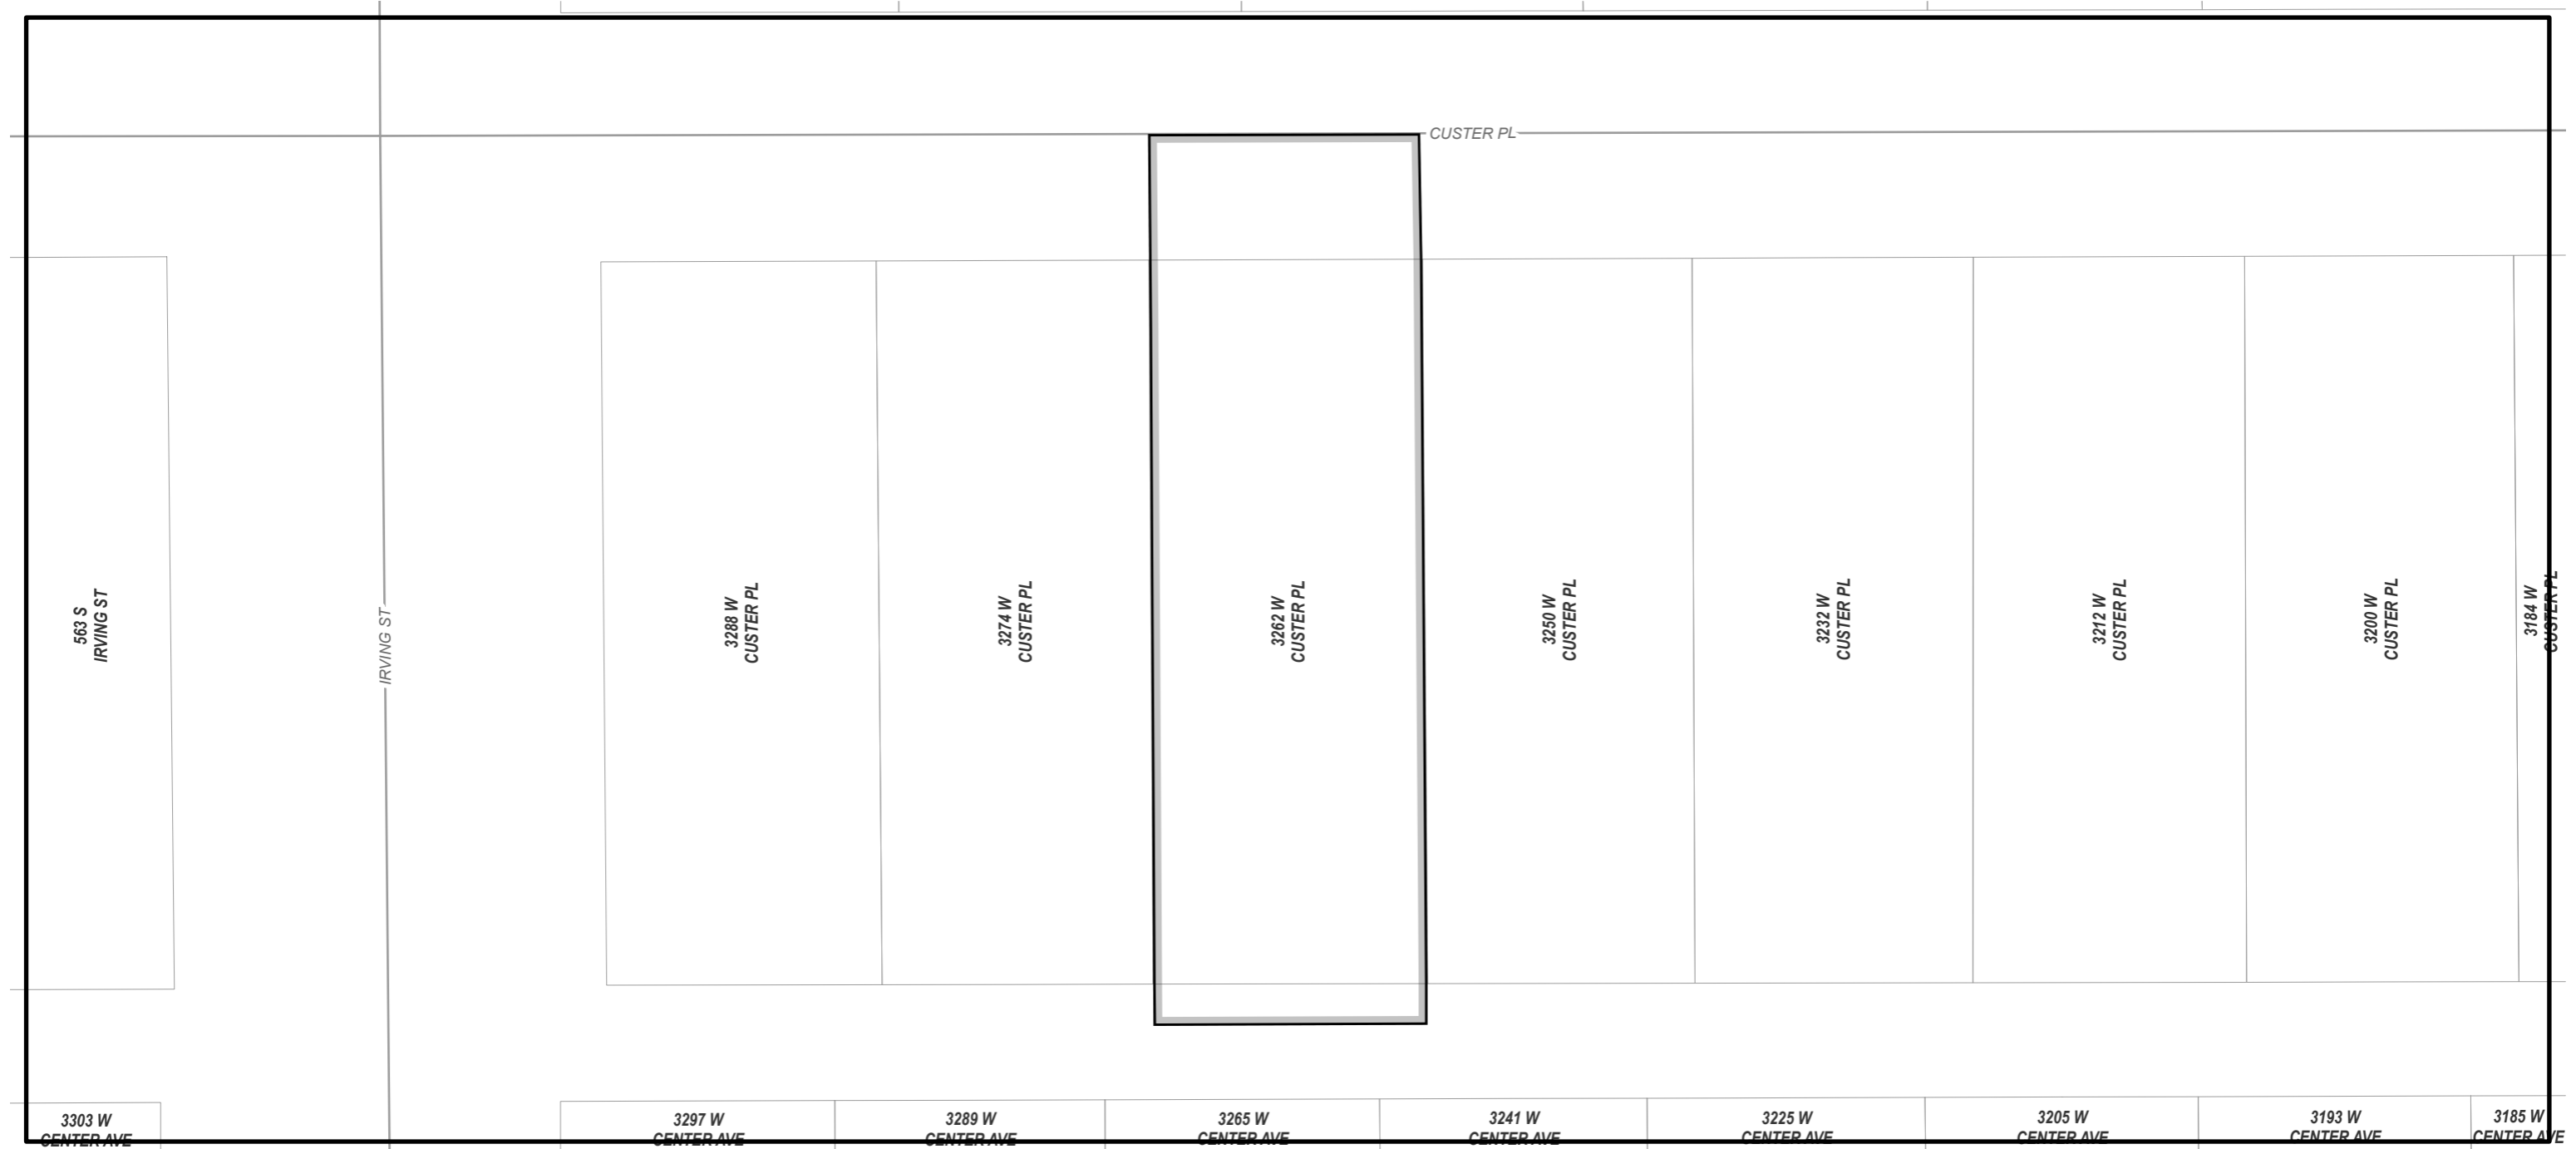 CUSTER PL
563 S
IRVING ST
IRVING ST
3288 W
CUSTER PL
3274 W
CUSTER PL
3262 W
CUSTER PL
3250 W
CUSTER PL
3232 W
CUSTER PL
3212 W
CUSTER PL
3200 W
CUSTER PL
3184 W
CUSTER PL
3303 W
CENTER AVE
3297 W
CENTER AVE
3289 W
CENTER AVE
3265 W
CENTER AVE
3241 W
CENTER AVE
3225 W
CENTER AVE
3205 W
CENTER AVE
3193 W
CENTER AVE
3185 W
CENTER AVE